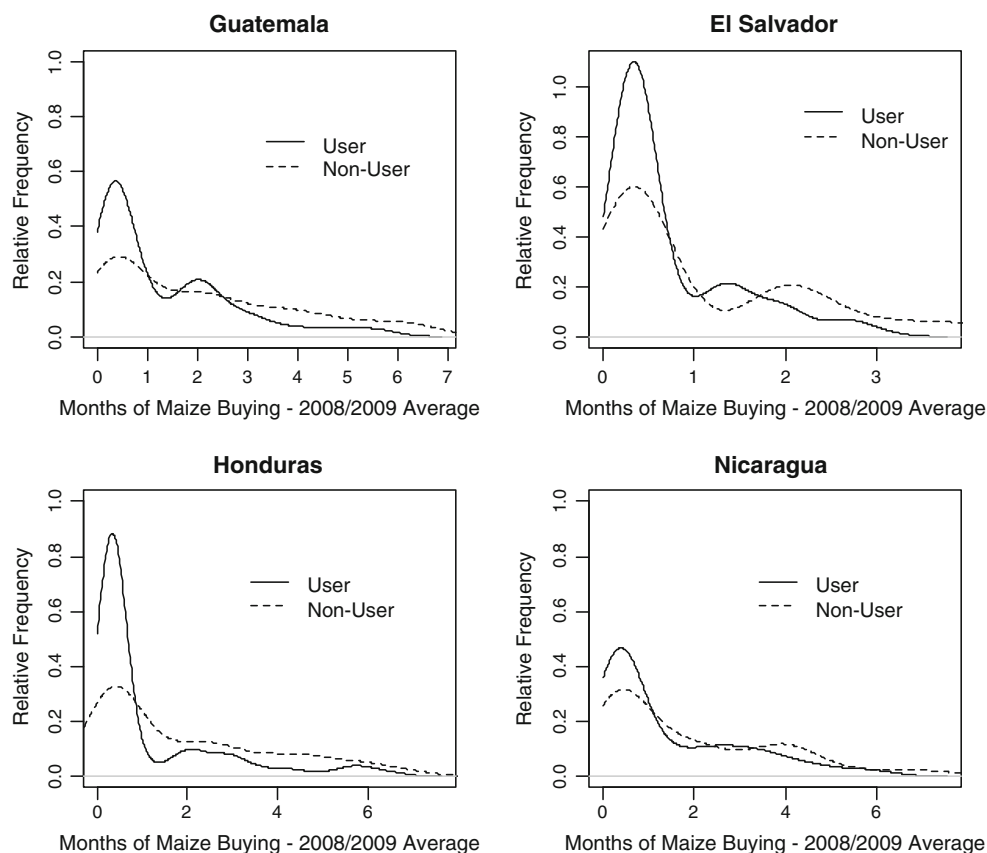 Guatemala
Relative Frequency
0.0 0.2 0.4 0.6 0.8 1.0
User
Non-User
0 1 2 3 4 5 6 7
Months of Maize Buying - 2008/2009 Average
El Salvador
Relative Frequency
0.0 0.2 0.4 0.6 0.8 1.0
User
Non-User
0 1 2 3
Months of Maize Buying - 2008/2009 Average
Honduras
Relative Frequency
0.0 0.2 0.4 0.6 0.8 1.0
User
Non-User
0 2 4 6
Months of Maize Buying - 2008/2009 Average
Nicaragua
Relative Frequency
0.0 0.2 0.4 0.6 0.8 1.0
User
Non-User
0 2 4 6
Months of Maize Buying - 2008/2009 Average